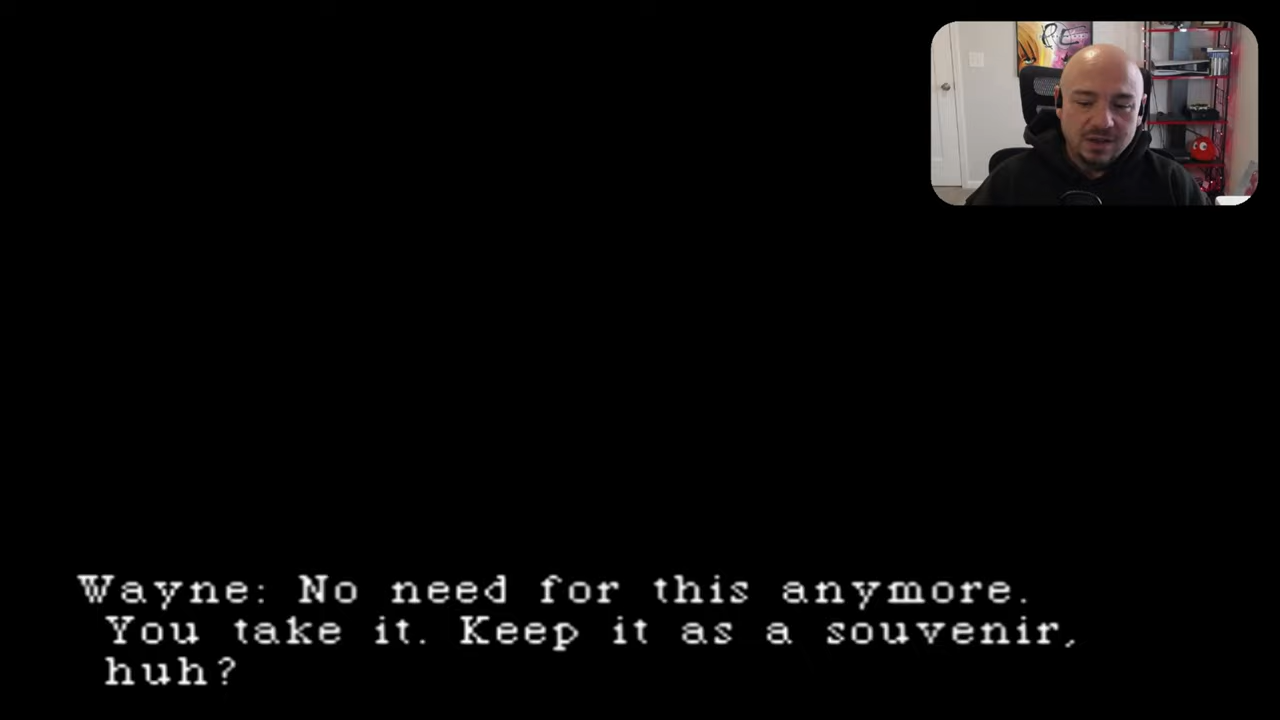 Wayne: No need for this anymore.
You take it. Keep it as a souvenir,
huh?